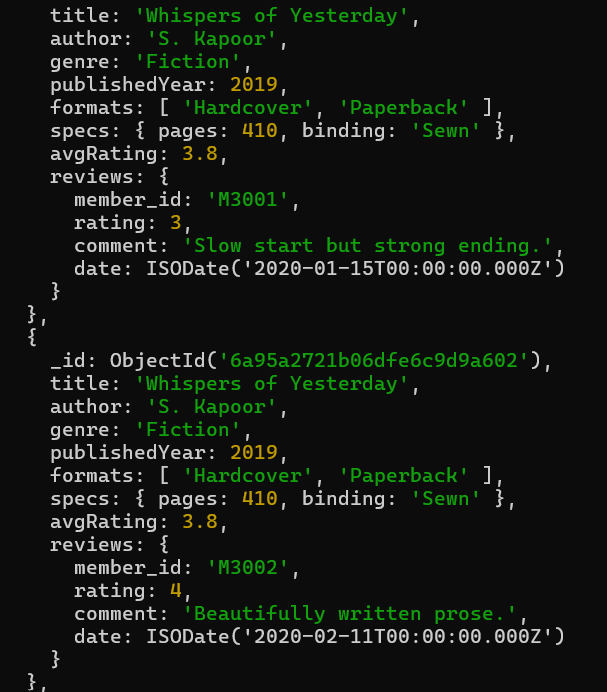 title: 'Whispers of Yesterday',
author: 'S. Kapoor',
genre: 'Fiction',
publishedYear: 2019,
formats: [ 'Hardcover', 'Paperback' ],
specs: { pages: 410, binding: 'Sewn' },
avgRating: 3.8,
reviews: {
member_id: 'M3001',
rating: 3,
comment: 'Slow start but strong ending.',
date: ISODate('2020-01-15T00:00:00.000Z')
}
},
{
_id: ObjectId('6a95a2721b06dfe6c9d9a602'),
title: 'Whispers of Yesterday',
author: 'S. Kapoor',
genre: 'Fiction',
publishedYear: 2019,
formats: [ 'Hardcover', 'Paperback' ],
specs: { pages: 410, binding: 'Sewn' },
avgRating: 3.8,
reviews: {
member_id: 'M3002',
rating: 4,
comment: 'Beautifully written prose.',
date: ISODate('2020-02-11T00:00:00.000Z')
}
},